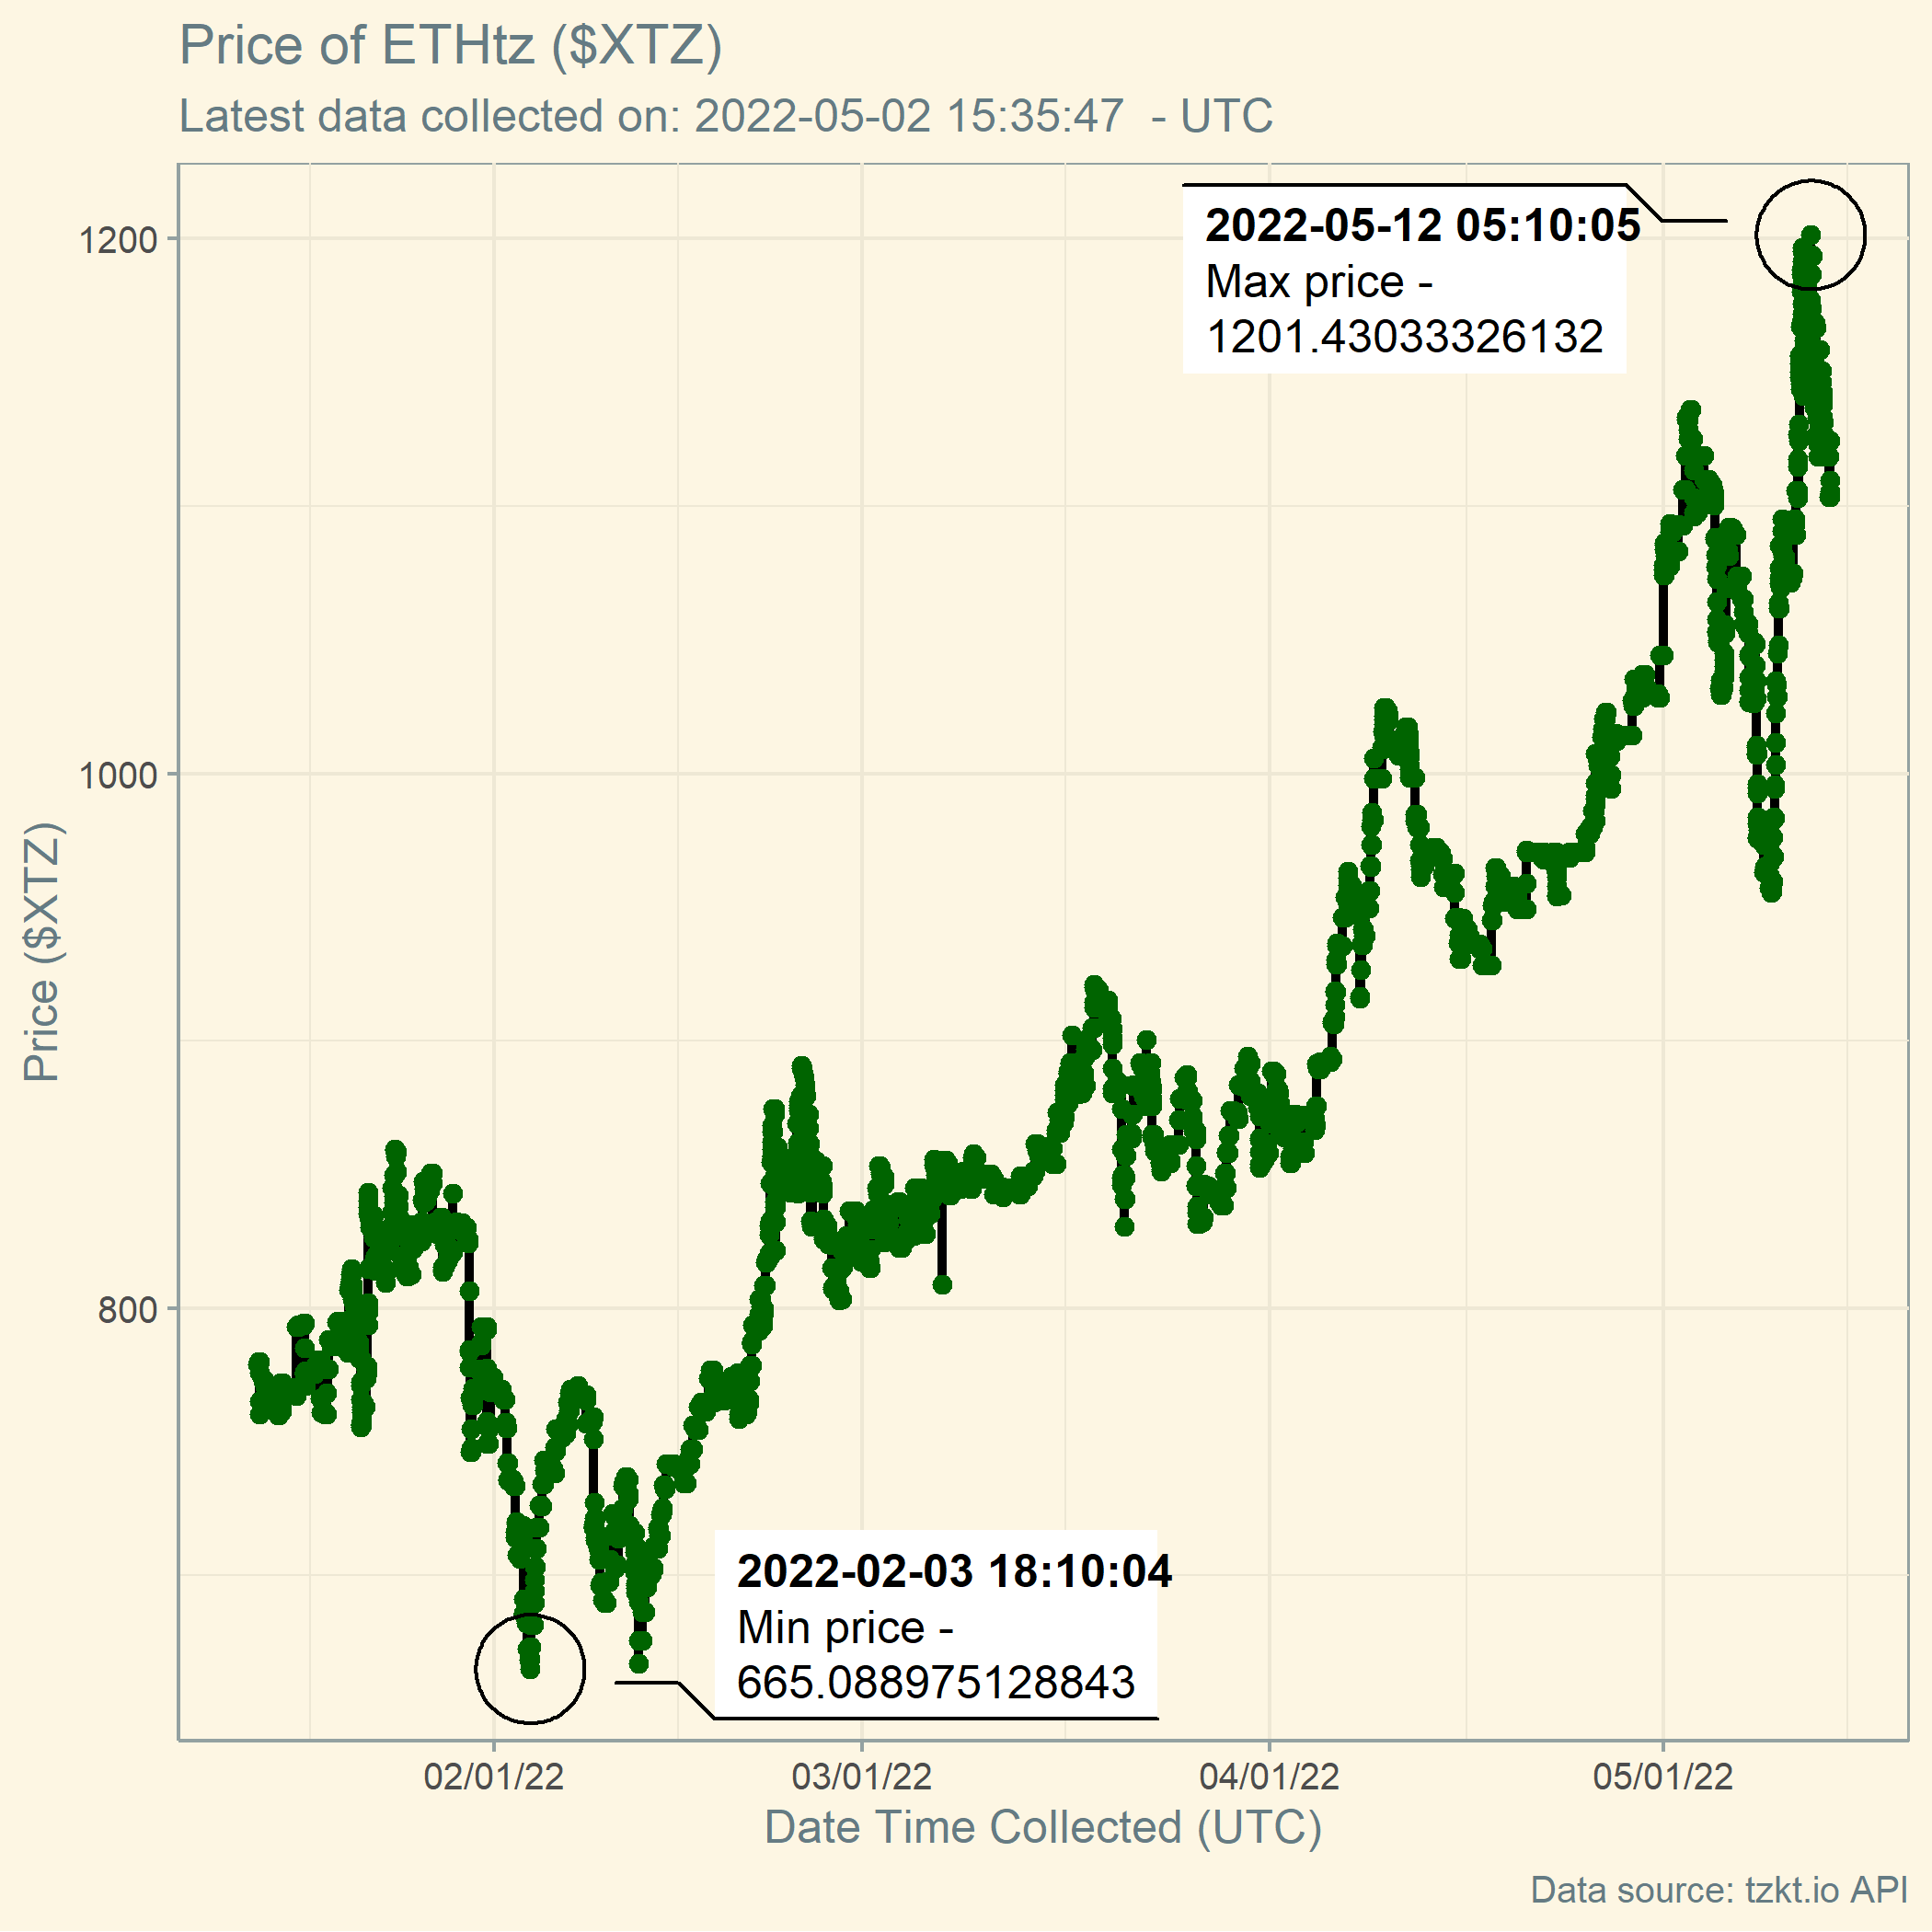 Price of ETHtz ($XTZ)
Latest data collected on: 2022-05-02 15:35:47  - UTC
2022-05-12 05:10:05
Max price -
1201.43033326132
1200
1000
800
Price ($XTZ)
2022-02-03 18:10:04
Min price -
665.088975128843
02/01/22
03/01/22
04/01/22
05/01/22
Date Time Collected (UTC)
Data source: tzkt.io API